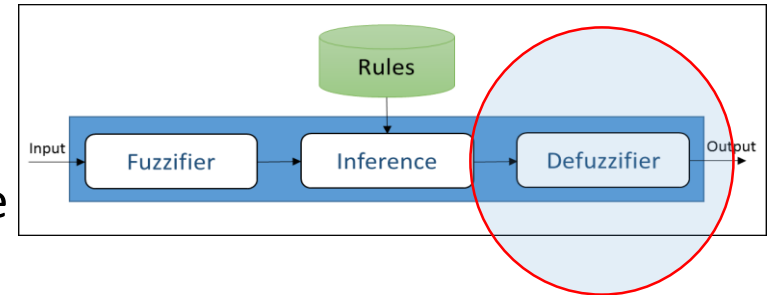 Rules
Input
Fuzzifier
Inference
Defuzzifier
Output
e